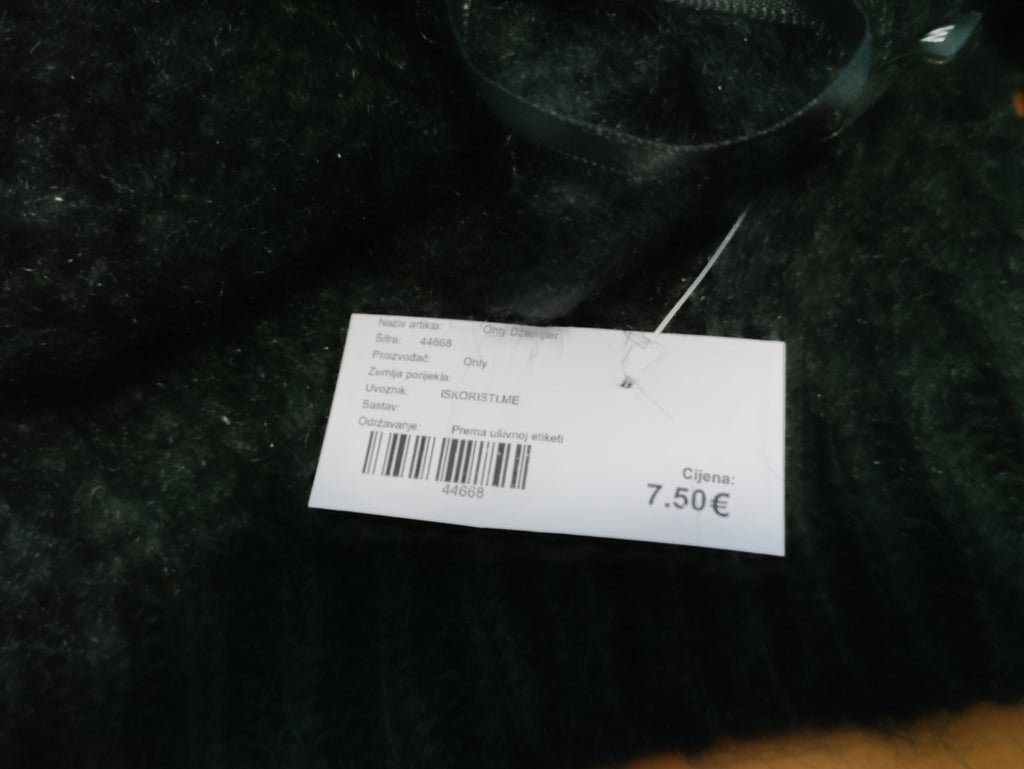 Naziv artikla: Only Džemper
Šifra: 44668
Proizvođač: Only
Zemlja porijekla:
Uvoznik: ISKORISTI.ME
Sastav:
Održavanje: Prema ušivnoj etiketi
44668
Cijena:
7.50€